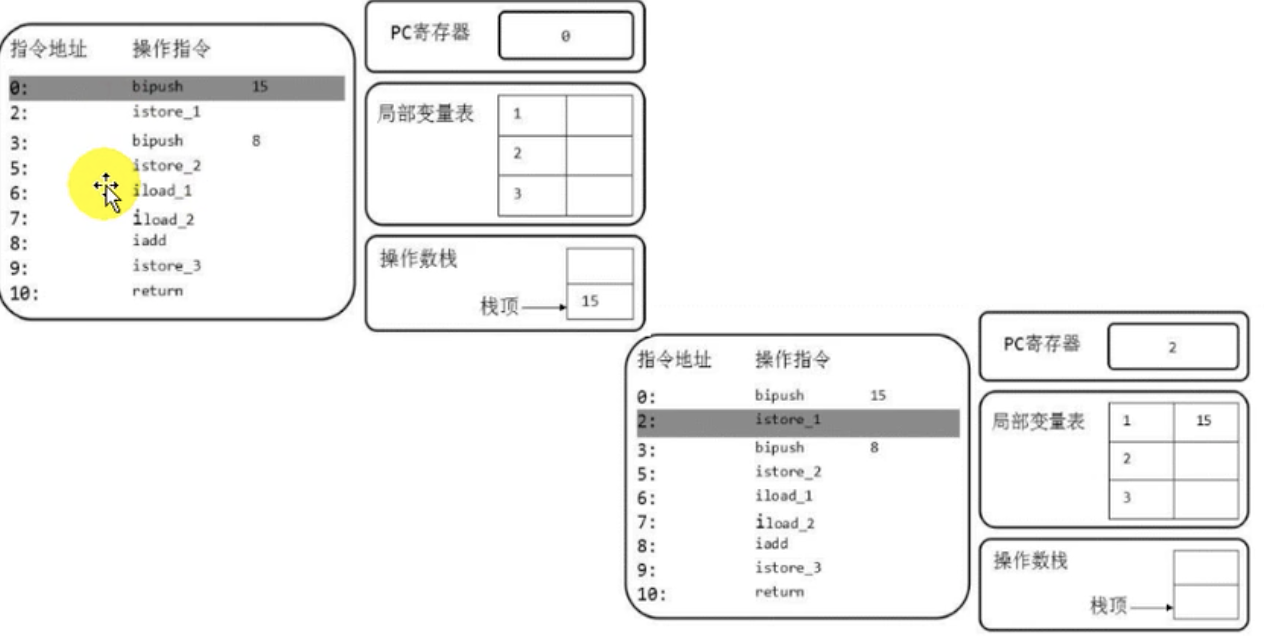 指令地址 操作指令
0: bipush 15
2: istore_1
3: bipush 8
5: istore_2
6: iload_1
7: iload_2
8: iadd
9: istore_3
10: return
PC寄存器 0
局部变量表 1
2
3
操作数栈
栈顶 15
指令地址 操作指令
0: bipush 15
2: istore_1
3: bipush 8
5: istore_2
6: iload_1
7: iload_2
8: iadd
9: istore_3
10: return
PC寄存器 2
局部变量表 1 15
2
3
操作数栈
栈顶